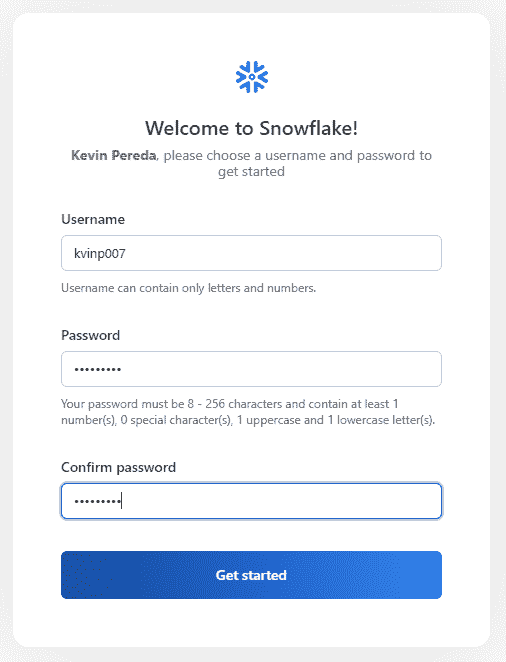 Welcome to Snowflake!
Kevin Pereda, please choose a username and password to
get started
Username
kvinp007
Username can contain only letters and numbers.
Password
•••••••••
Your password must be 8 - 256 characters and contain at least 1
number(s), 0 special character(s), 1 uppercase and 1 lowercase letter(s).
Confirm password
•••••••••
Get started